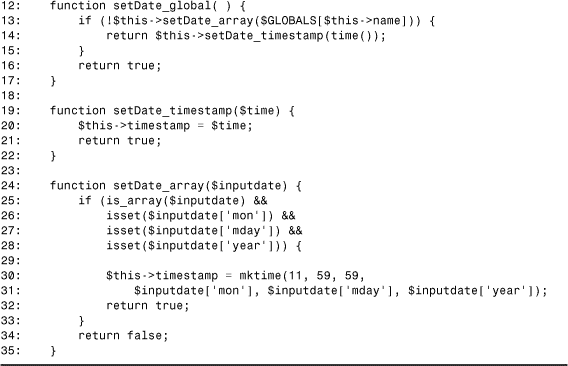 12:    function setDate_global( ) {
13:        if (!$this->setDate_array($GLOBALS[$this->name])) {
14:            return $this->setDate_timestamp(time());
15:        }
16:        return true;
17:    }
18:
19:    function setDate_timestamp($time) {
20:        $this->timestamp = $time;
21:        return true;
22:    }
23:
24:    function setDate_array($inputdate) {
25:        if (is_array($inputdate) &&
26:            isset($inputdate['mon']) &&
27:            isset($inputdate['mday']) &&
28:            isset($inputdate['year'])) {
29:
30:            $this->timestamp = mktime(11, 59, 59,
31:                $inputdate['mon'], $inputdate['mday'], $inputdate['year']);
32:            return true;
33:        }
34:        return false;
35:    }